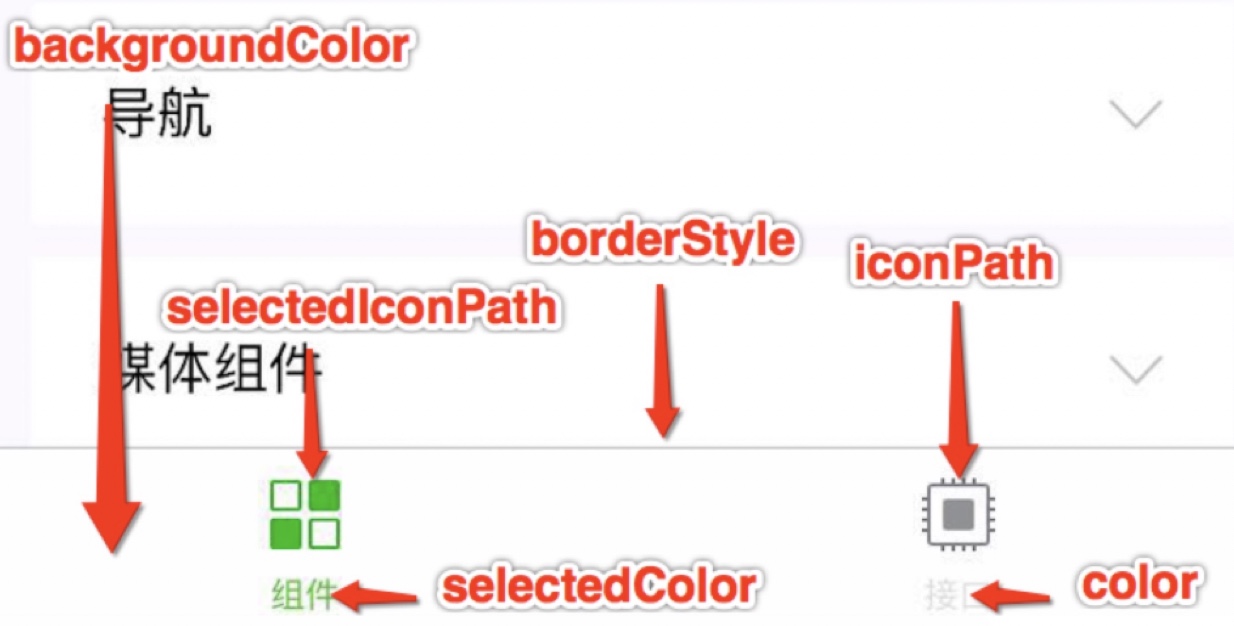 backgroundColor
导航
borderStyle
iconPath
selectedIconPath
媒体组件
组件
selectedColor
接口
color